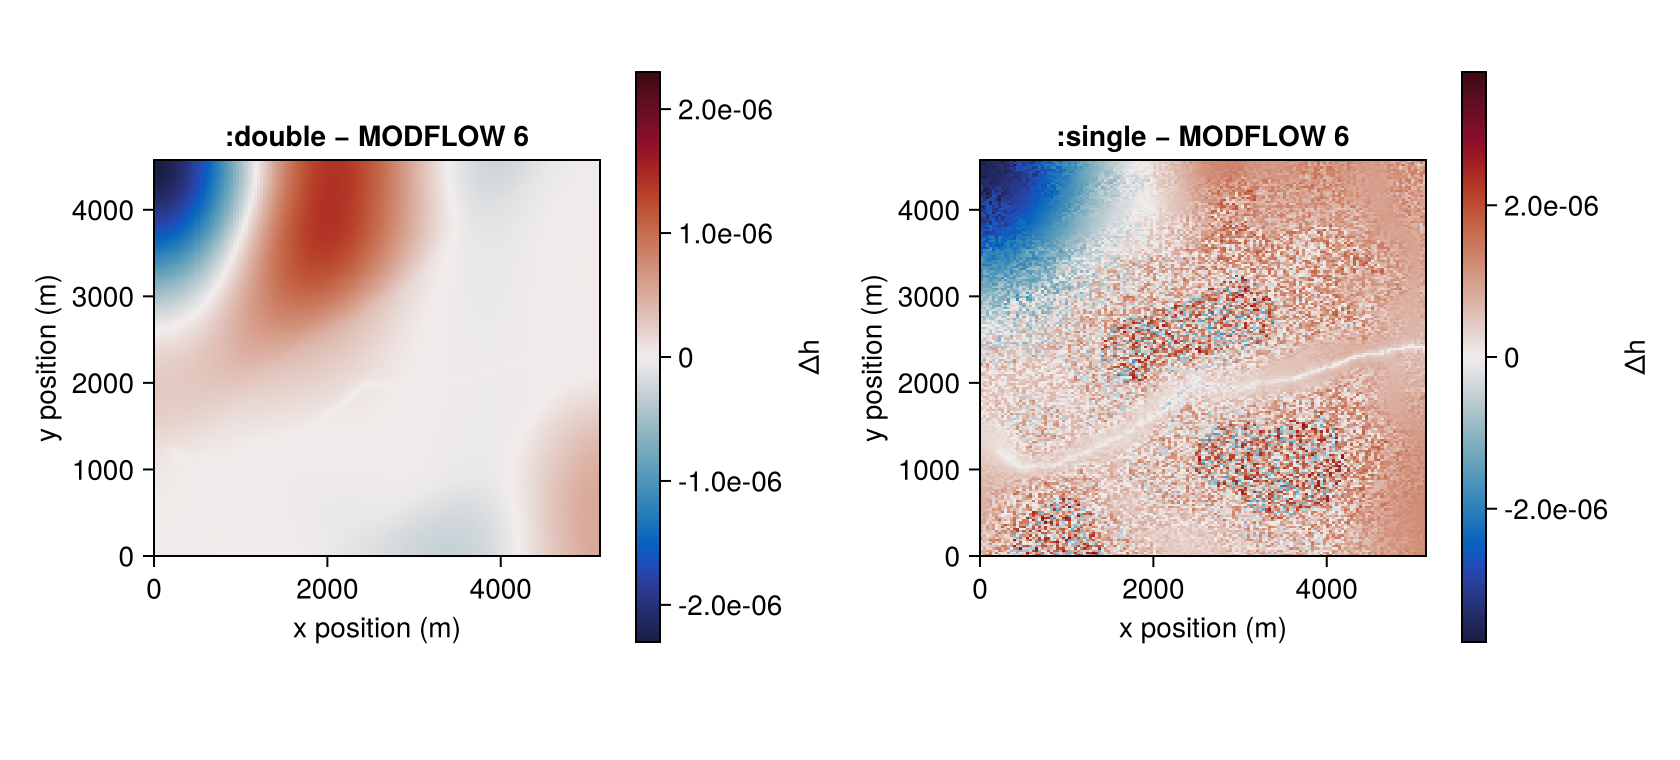 :double – MODFLOW 6
y position (m)
4000
3000
2000
1000
0
0
2000
4000
x position (m)
2.0e-06
1.0e-06
0
-1.0e-06
-2.0e-06
Δh
:single – MODFLOW 6
y position (m)
4000
3000
2000
1000
0
0
2000
4000
x position (m)
2.0e-06
0
-2.0e-06
Δh